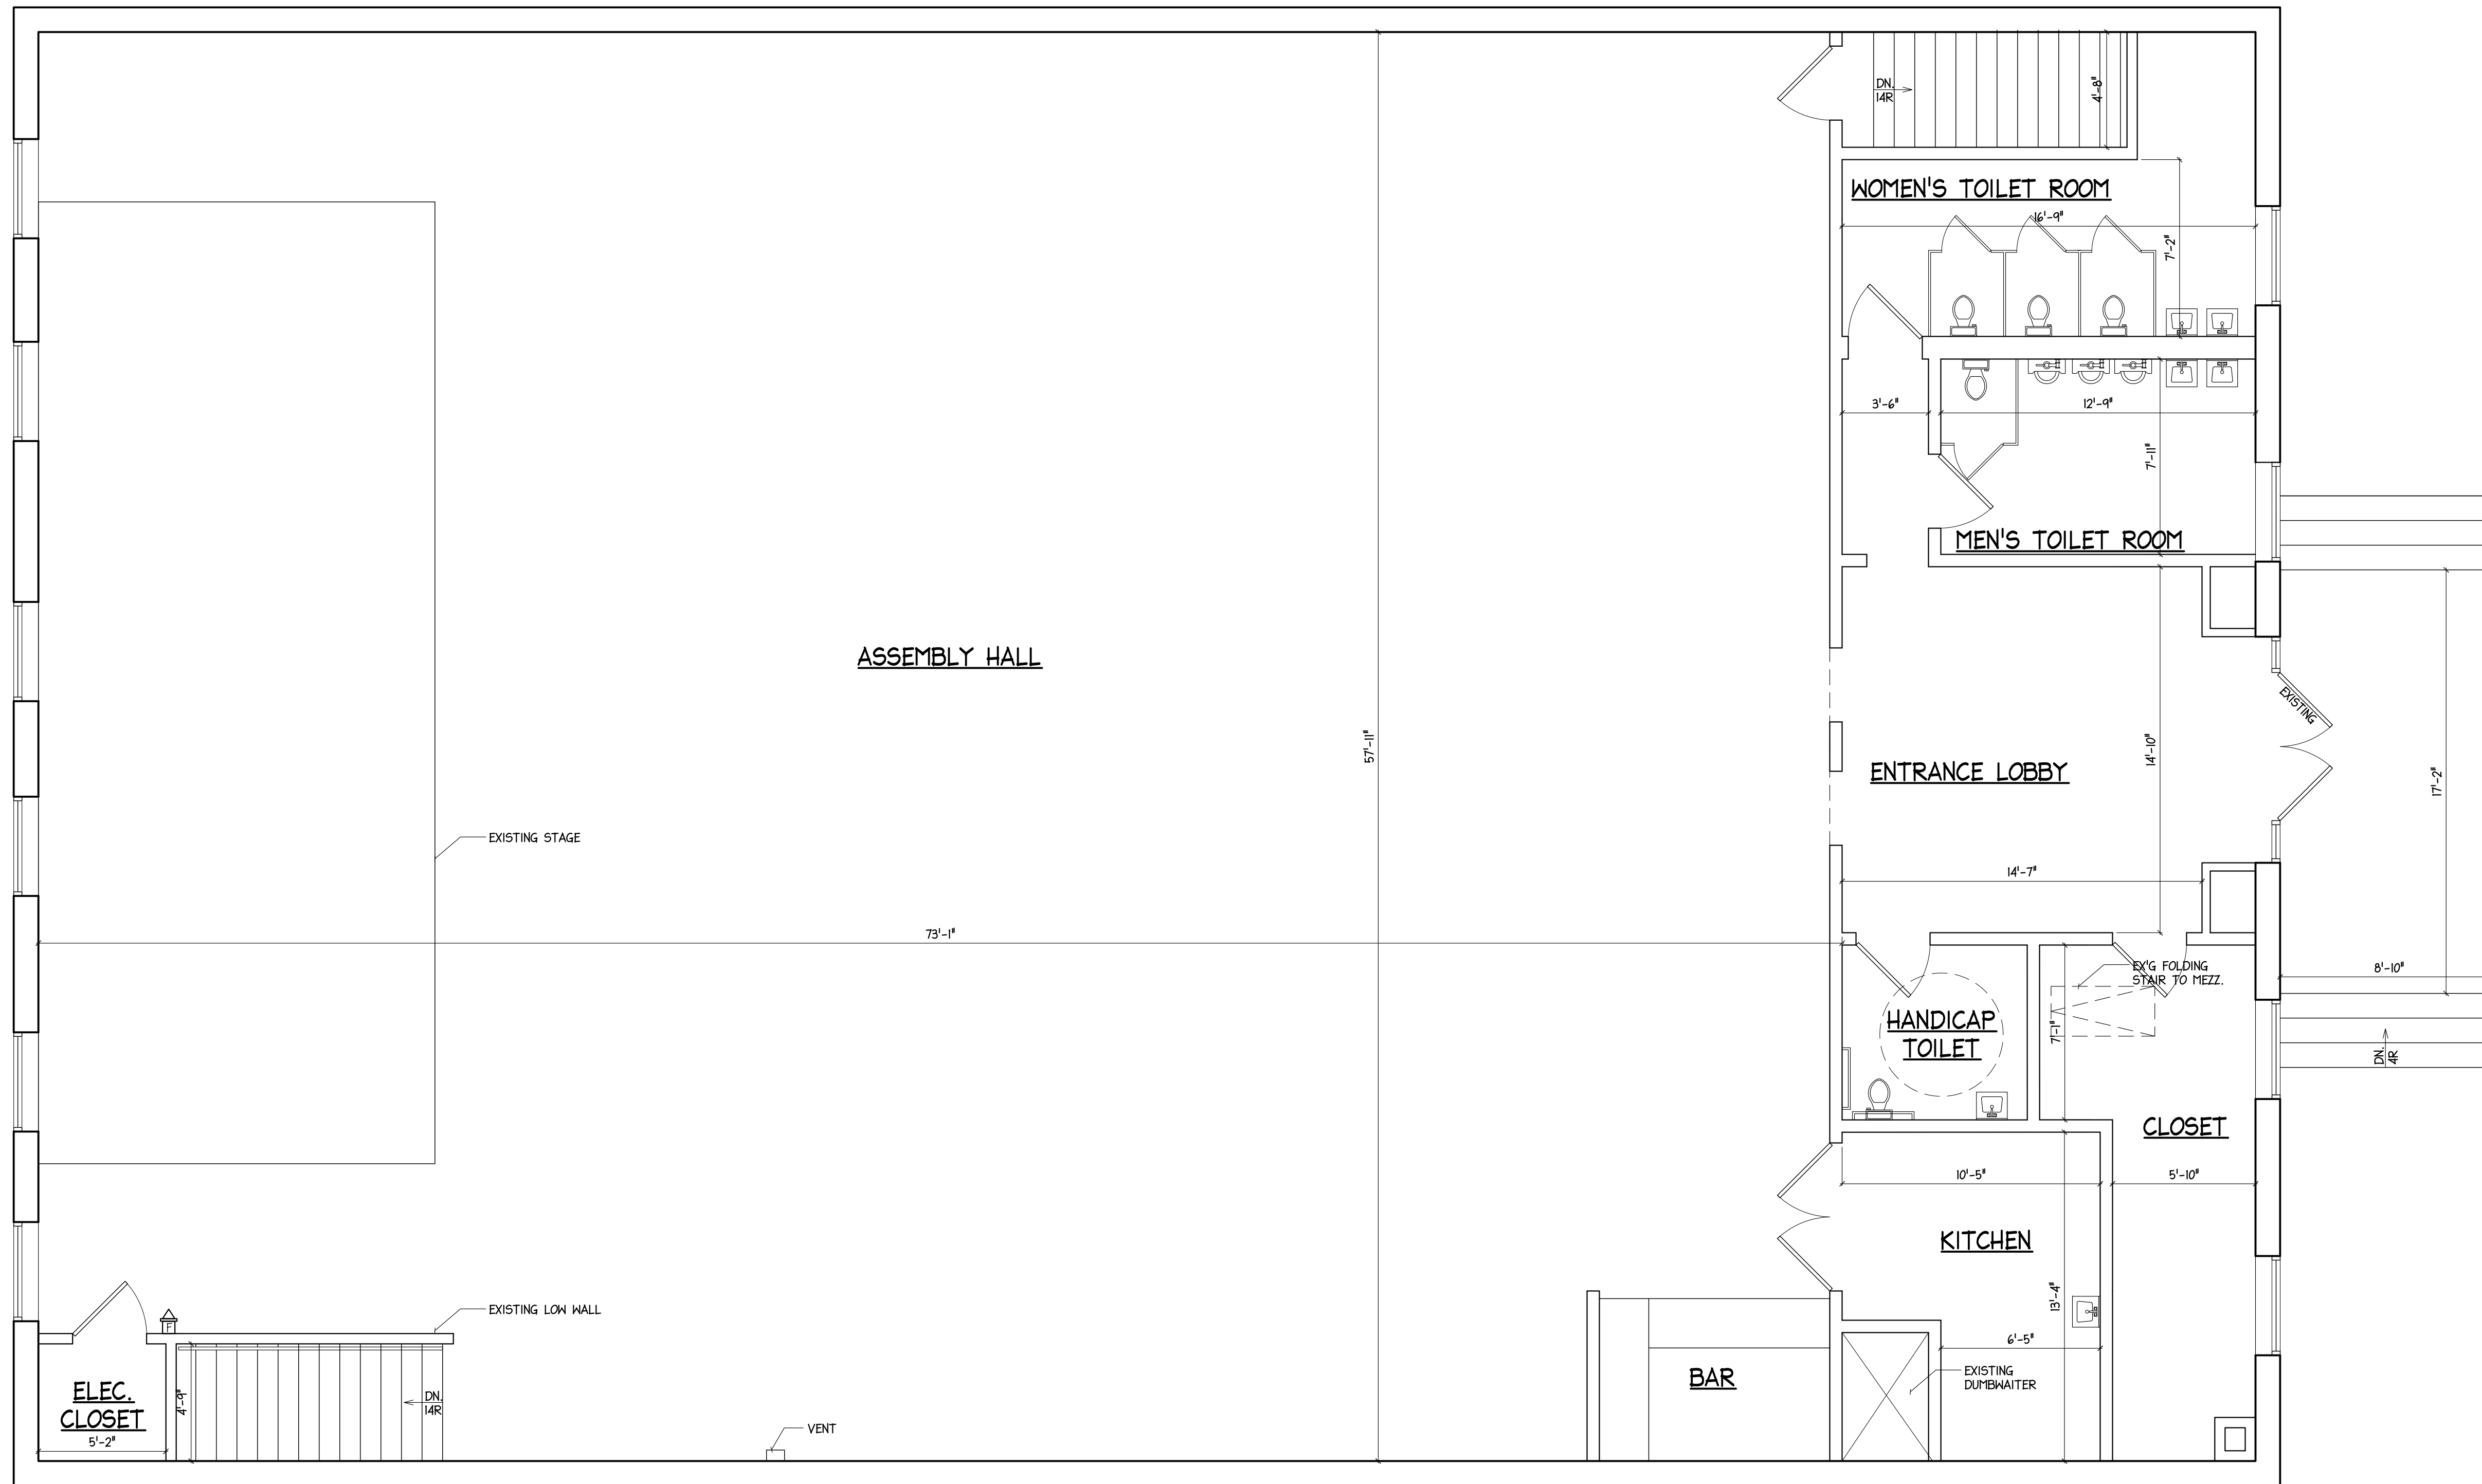 DN.
14R
4'-8"
WOMEN'S TOILET ROOM
16'-9"
7'-2"
3'-6"
12'-9"
7'-11"
MEN'S TOILET ROOM
ASSEMBLY HALL
EXISTING
57'-11"
14'-10"
ENTRANCE LOBBY
17'-2"
EXISTING STAGE
14'-7"
73'-1"
EX'G FOLDING
STAIR TO MEZZ.
8'-10"
HANDICAP
TOILET
7'-1"
DN.
4R
CLOSET
10'-5"
5'-10"
KITCHEN
EXISTING LOW WALL
F
13'-4"
6'-5"
BAR
EXISTING
DUMBWAITER
ELEC.
CLOSET
4'-9"
DN.
14R
5'-2"
VENT